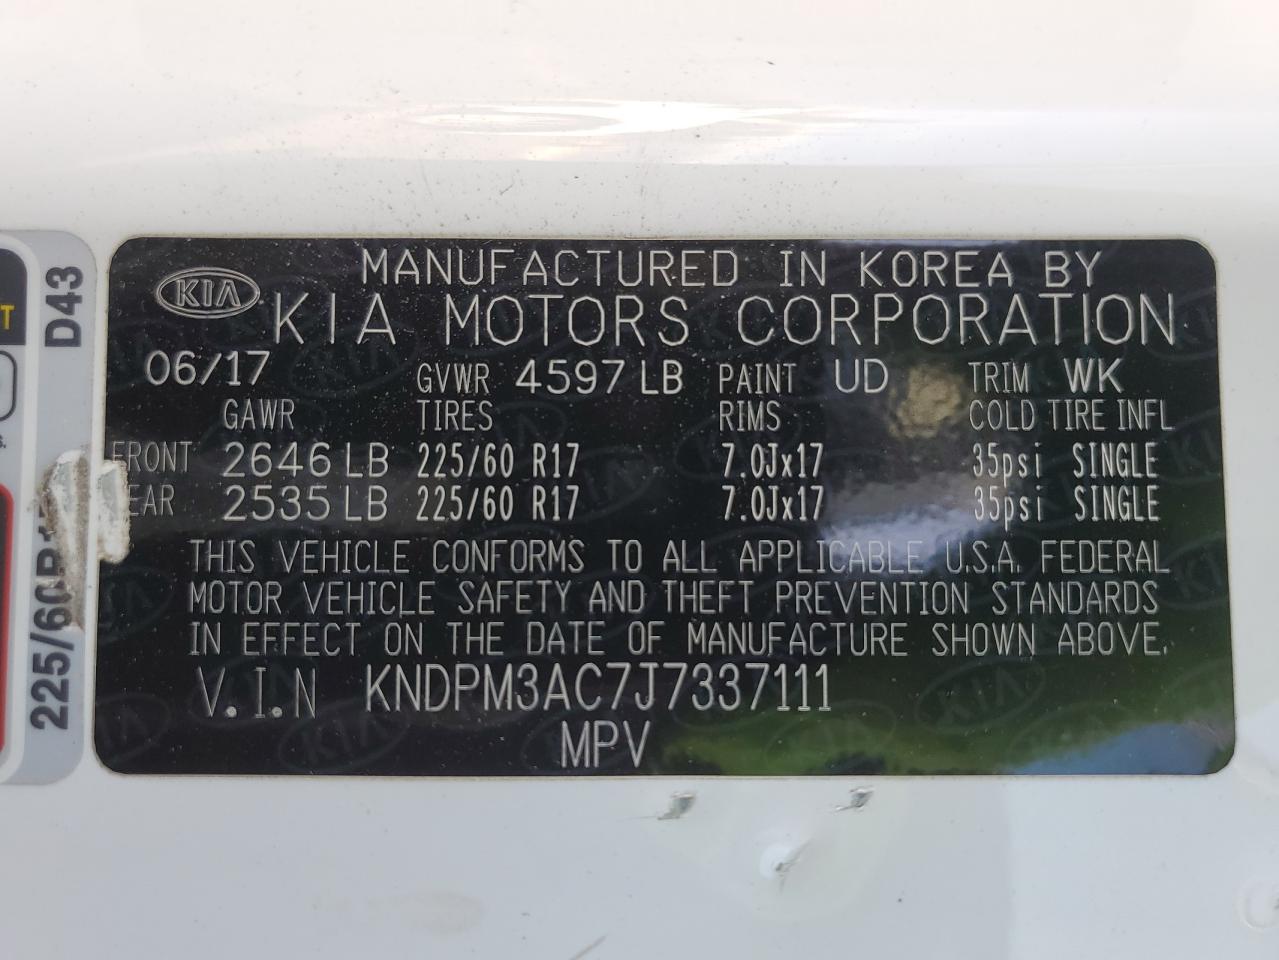 MANUFACTURED IN KOREA BY
KIA KIA MOTORS CORPORATION
06/17 GVWR 4597 LB PAINT UD TRIM WK
GAWR TIRES RIMS COLD TIRE INFL
FRONT 2646 LB 225/60 R17 7.0Jx17 35psi SINGLE
REAR 2535 LB 225/60 R17 7.0Jx17 35psi SINGLE
THIS VEHICLE CONFORMS TO ALL APPLICABLE U.S.A. FEDERAL
MOTOR VEHICLE SAFETY AND THEFT PREVENTION STANDARDS
IN EFFECT ON THE DATE OF MANUFACTURE SHOWN ABOVE.
V.I.N KNDPM3AC7J7337111
MPV
D43